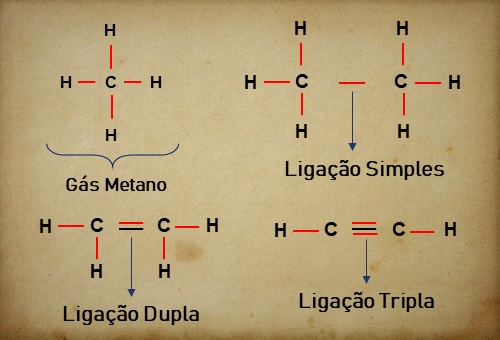 H
H C H
H
Gás Metano
H H
H C C H
H H
Ligação Simples
H C C H
H H
Ligação Dupla
H C C H
Ligação Tripla